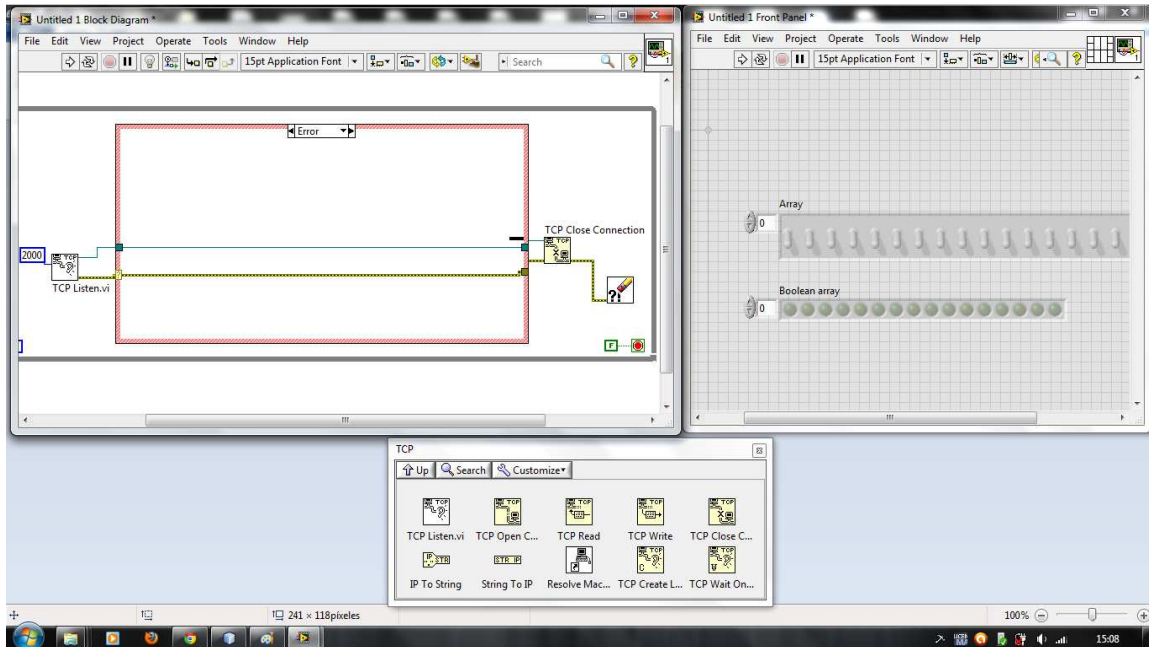 Untitled 1 Block Diagram *
File Edit View Project Operate Tools Window Help
15pt Application Font
Search
Error
TCP Close Connection
2000
TCP Listen.vi
F
Untitled 1 Front Panel *
File Edit View Project Operate Tools Window Help
15pt Application Font
Array
0
Boolean array
0
TCP
Up Search Customize
TCP Listen.vi TCP Open C... TCP Read TCP Write TCP Close C...
IP To String String To IP Resolve Mac... TCP Create L... TCP Wait On...
241 × 118píxeles
100%
15:08